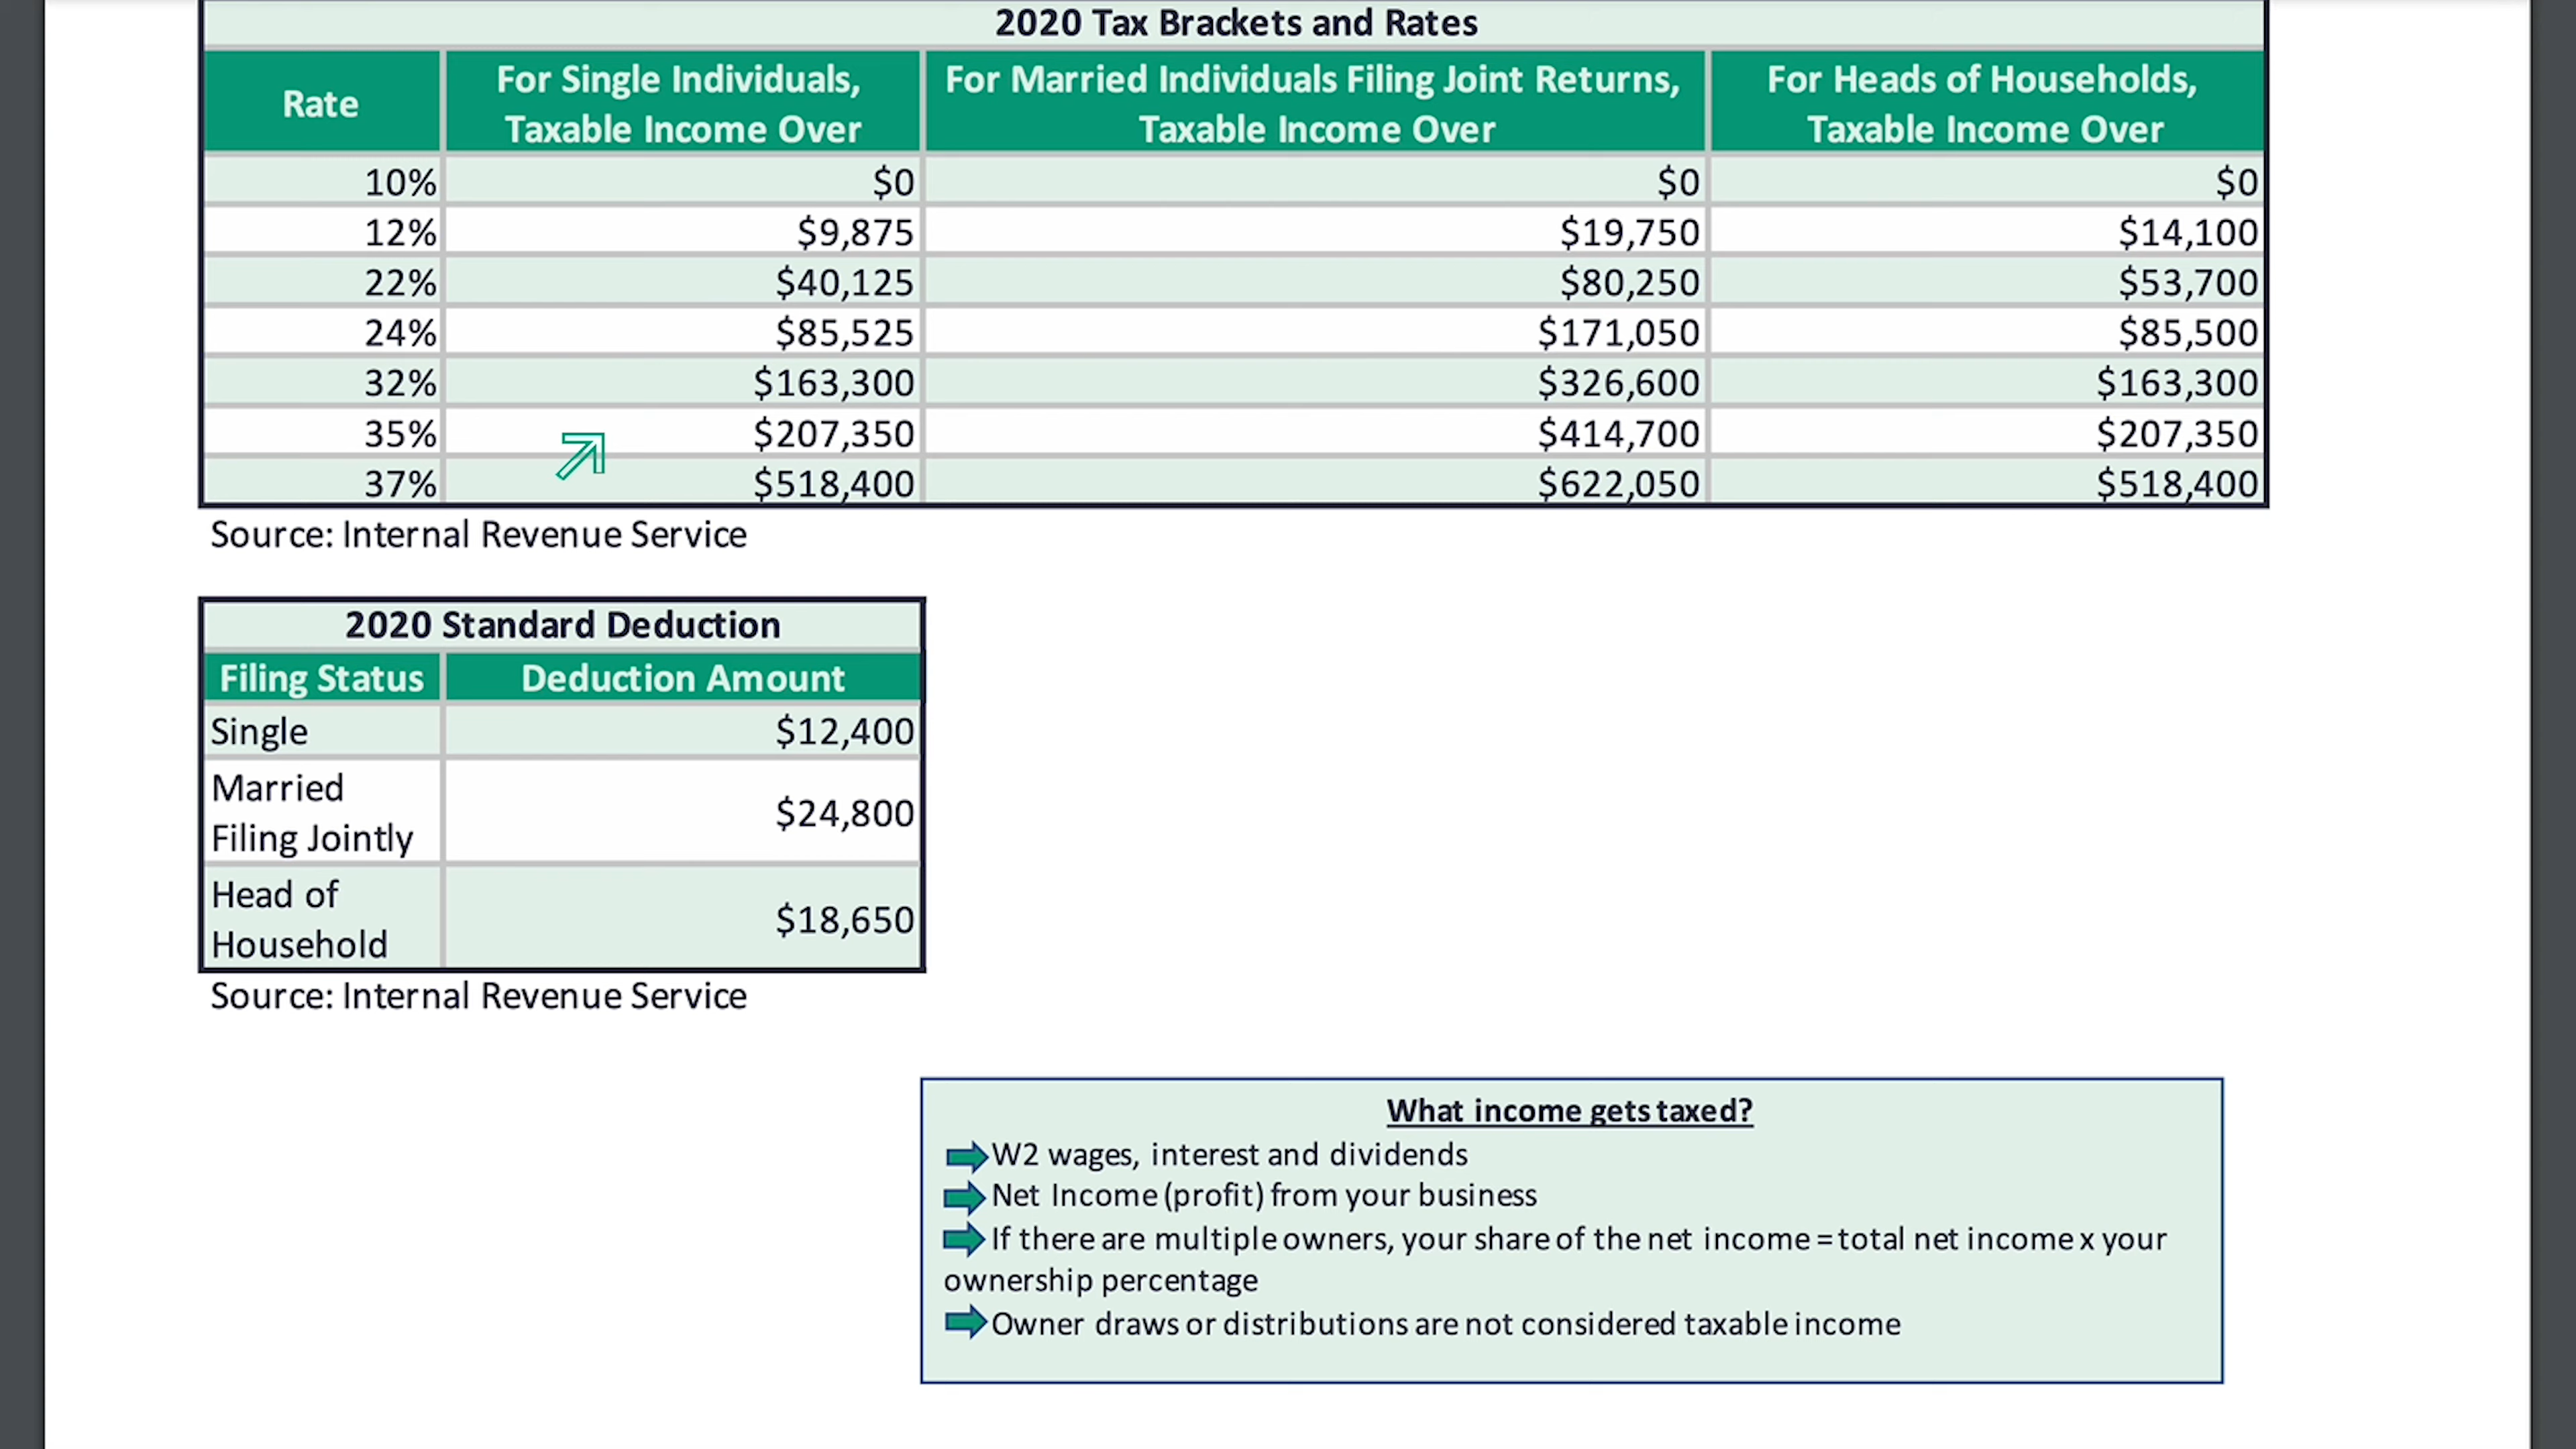 2020 Tax Brackets and Rates
Rate
For Single Individuals,
Taxable Income Over
For Married Individuals Filing Joint Returns,
Taxable Income Over
For Heads of Households,
Taxable Income Over
10% $0 $0 $0
12% $9,875 $19,750 $14,100
22% $40,125 $80,250 $53,700
24% $85,525 $171,050 $85,500
32% $163,300 $326,600 $163,300
35% $207,350 $414,700 $207,350
37% $518,400 $622,050 $518,400
Source: Internal Revenue Service
2020 Standard Deduction
Filing Status Deduction Amount
Single $12,400
Married
Filing Jointly
$24,800
Head of
Household
$18,650
Source: Internal Revenue Service
What income gets taxed?
W2 wages, interest and dividends
Net Income (profit) from your business
If there are multiple owners, your share of the net income = total net income x your
ownership percentage
Owner draws or distributions are not considered taxable income